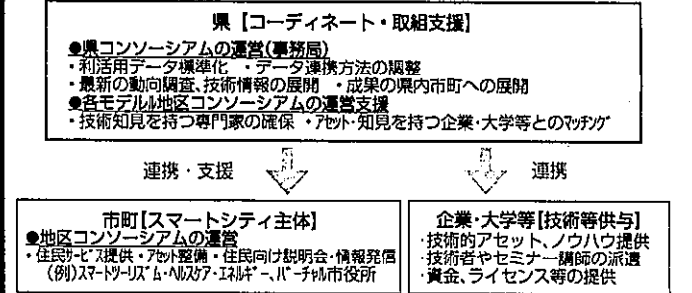 県【コーディネート・取組支援】
●県コンソーシアムの運営(事務局)
・利活用データ標準化　・データ連携方法の調整
・最新の動向調査、技術情報の展開　・成果の県内市町への展開
●各モデル地区コンソーシアムの運営支援
・技術知見を持つ専門家の確保　・アセット・知見を持つ企業・大学等とのマッチング
連携・支援
連携
市町【スマートシティ主体】
●地区コンソーシアムの運営
・住民サービス提供・アセット整備・住民向け説明会・情報発信
(例)スマートツーリズム・ヘルスケア・エネルギー、バーチャル市役所
企業・大学等【技術等供与】
・技術的アセット、ノウハウ提供
・技術者やセミナー講師の派遣
・資金、ライセンス等の提供